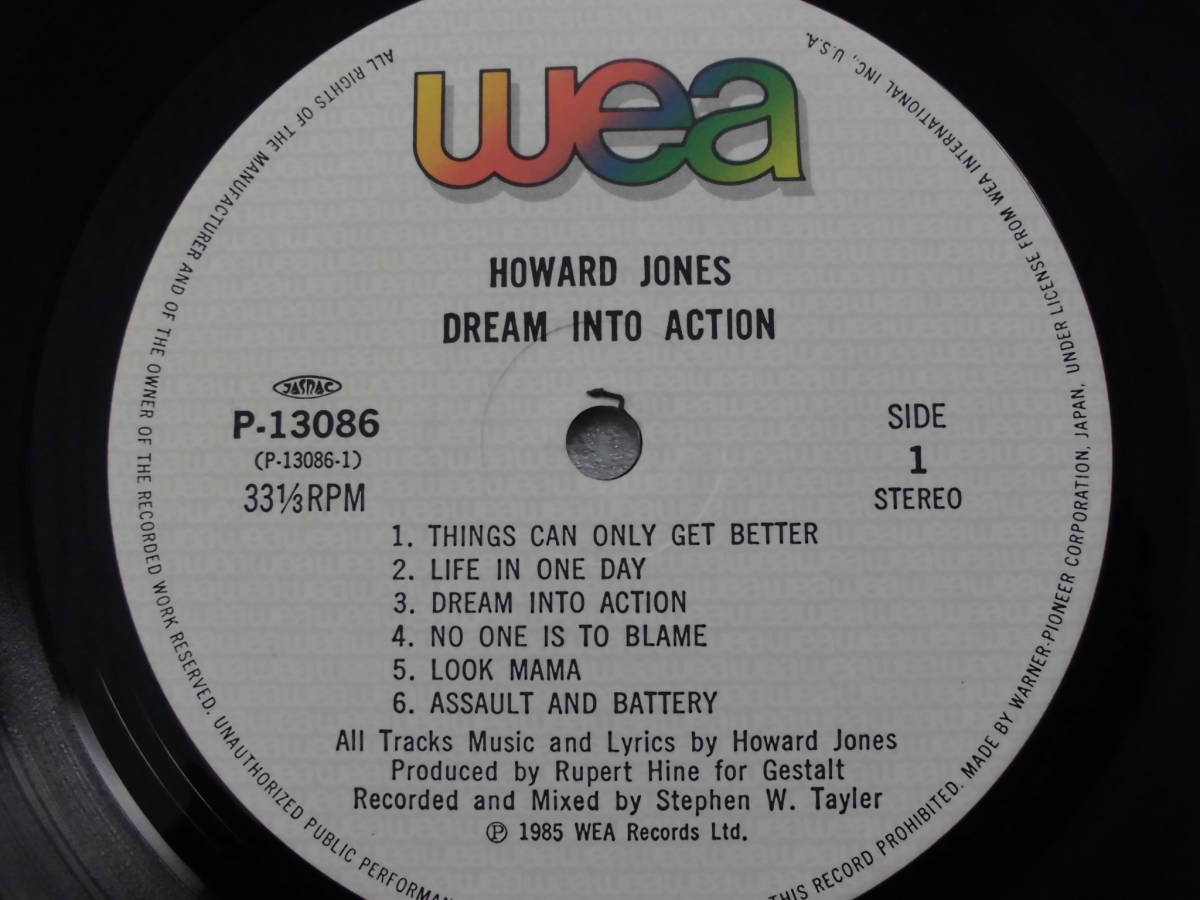 wea
HOWARD JONES
DREAM INTO ACTION
JASRAC
P-13086
(P-13086-1)
33⅓RPM
SIDE
1
STEREO
1. THINGS CAN ONLY GET BETTER
2. LIFE IN ONE DAY
3. DREAM INTO ACTION
4. NO ONE IS TO BLAME
5. LOOK MAMA
6. ASSAULT AND BATTERY
All Tracks Music and Lyrics by Howard Jones
Produced by Rupert Hine for Gestalt
Recorded and Mixed by Stephen W. Tayler
℗ 1985 WEA Records Ltd.
ALL RIGHTS OF THE MANUFACTURER AND OF THE OWNER OF THE RECORDED WORK RESERVED. UNAUTHORIZED PUBLIC
THIS RECORD PROHIBITED. MADE BY WARNER-PIONEER CORPORATION, JAPAN, UNDER LICENSE FROM WEA INTERNATIONAL INC., U.S.A.